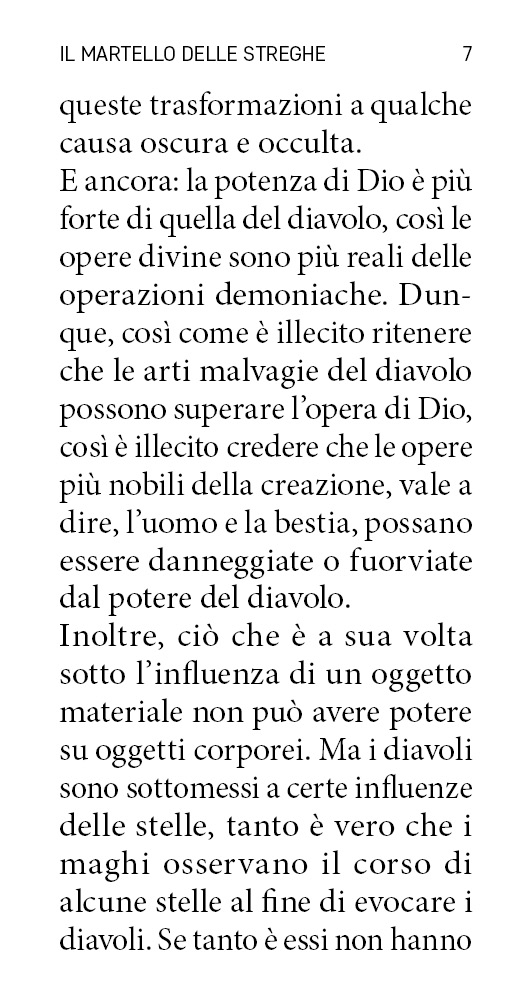 IL MARTELLO DELLE STREGHE 7
queste trasformazioni a qualche
causa oscura e occulta.
E ancora: la potenza di Dio è più
forte di quella del diavolo, così le
opere divine sono più reali delle
operazioni demoniache. Dun-
que, così come è illecito ritenere
che le arti malvagie del diavolo
possono superare l’opera di Dio,
così è illecito credere che le opere
più nobili della creazione, vale a
dire, l’uomo e la bestia, possano
essere danneggiate o fuorviate
dal potere del diavolo.
Inoltre, ciò che è a sua volta
sotto l’influenza di un oggetto
materiale non può avere potere
su oggetti corporei. Ma i diavoli
sono sottomessi a certe influenze
delle stelle, tanto è vero che i
maghi osservano il corso di
alcune stelle al fine di evocare i
diavoli. Se tanto è essi non hanno